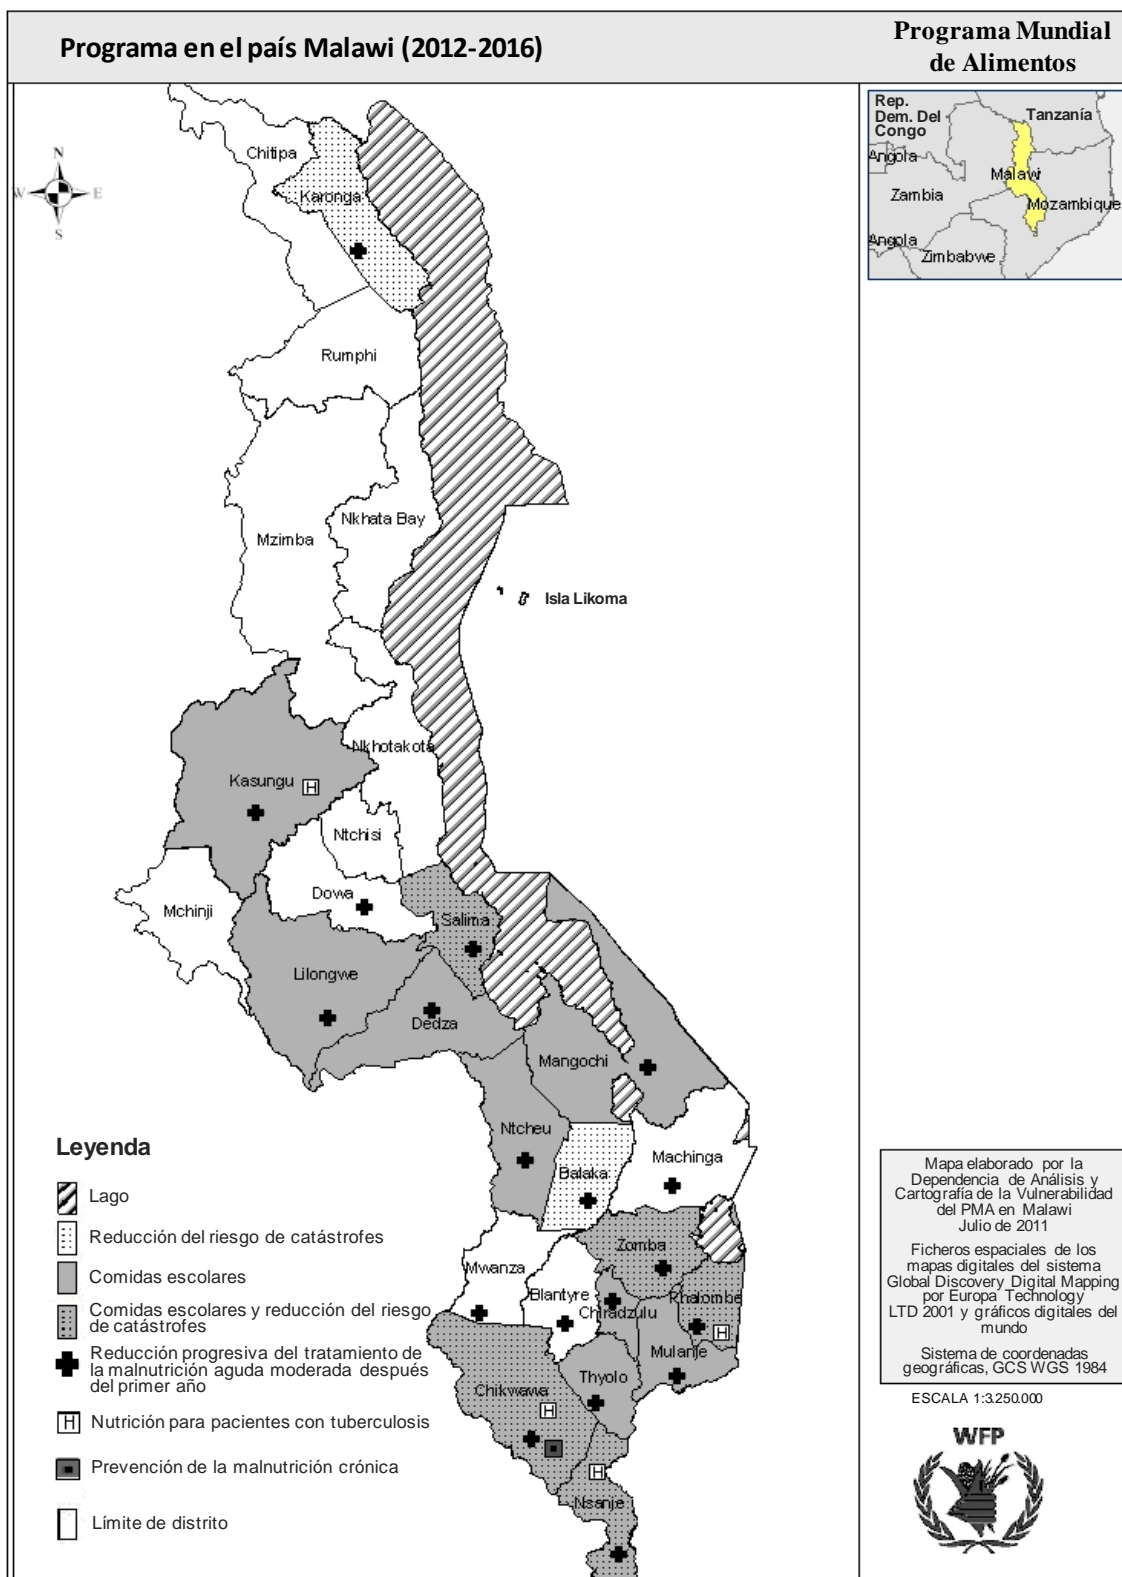 Programa en el país Malawi (2012-2016)
Programa Mundial
de Alimentos
Rep.
Dem. Del
Congo
Tanzanía
Angola
Malawi
Zambia
Mozambique
Angola
Zimbabwe
N
W
E
S
Chitipa
Karonga
Rumphi
Nkhata Bay
Mzimba
Isla Likoma
Nkhotakota
Kasungu
H
Ntchisi
Dowa
Mchinji
Salima
Lilongwe
Dedza
Mangochi
Ntcheu
Machinga
Balaka
Zomba
Mwanza
Blantyre
Phalombe
Chiradzulu
H
Mulanje
Thyolo
Chikwawa
H
H
Nsanje
Leyenda
Lago
Reducción del riesgo de catástrofes
Comidas escolares
Comidas escolares y reducción del riesgo
de catástrofes
Reducción progresiva del tratamiento de
la malnutrición aguda moderada después
del primer año
H Nutrición para pacientes con tuberculosis
Prevención de la malnutrición crónica
Límite de distrito
Mapa elaborado por la
Dependencia de Análisis y
Cartografía de la Vulnerabilidad
del PMA en Malawi
Julio de 2011
Ficheros espaciales de los
mapas digitales del sistema
Global Discovery Digital Mapping
por Europa Technology
LTD 2001 y gráficos digitales del
mundo
Sistema de coordenadas
geográficas, GCS WGS 1984
ESCALA 1:3.250.000
WFP